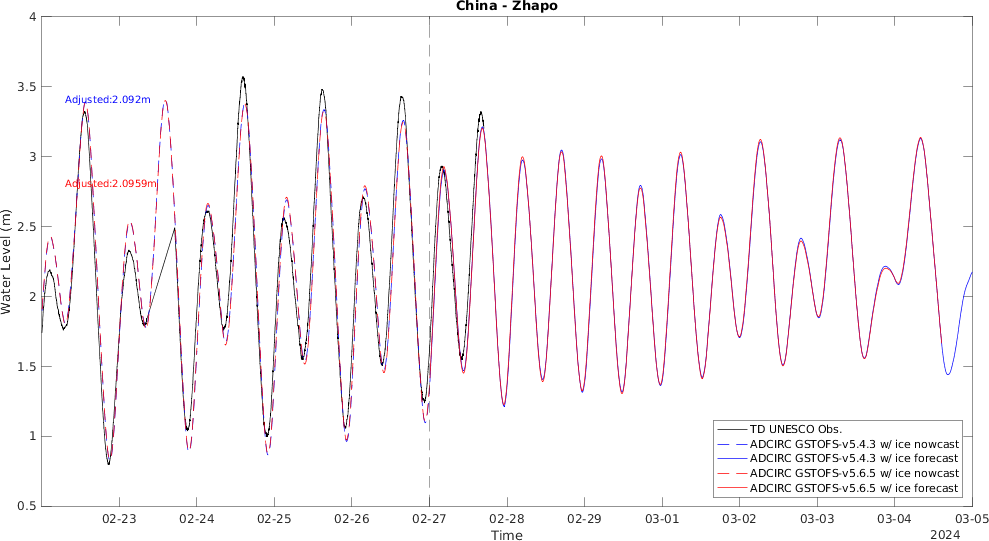 China - Zhapo
4
3.5
3
2.5
2
1.5
1
0.5
Water Level (m)
Adjusted:2.092m
Adjusted:2.0959m
TD UNESCO Obs.
ADCIRC GSTOFS-v5.4.3 w/ ice nowcast
ADCIRC GSTOFS-v5.4.3 w/ ice forecast
ADCIRC GSTOFS-v5.6.5 w/ ice nowcast
ADCIRC GSTOFS-v5.6.5 w/ ice forecast
02-23 02-24 02-25 02-26 02-27 02-28 02-29 03-01 03-02 03-03 03-04 03-05
Time
2024